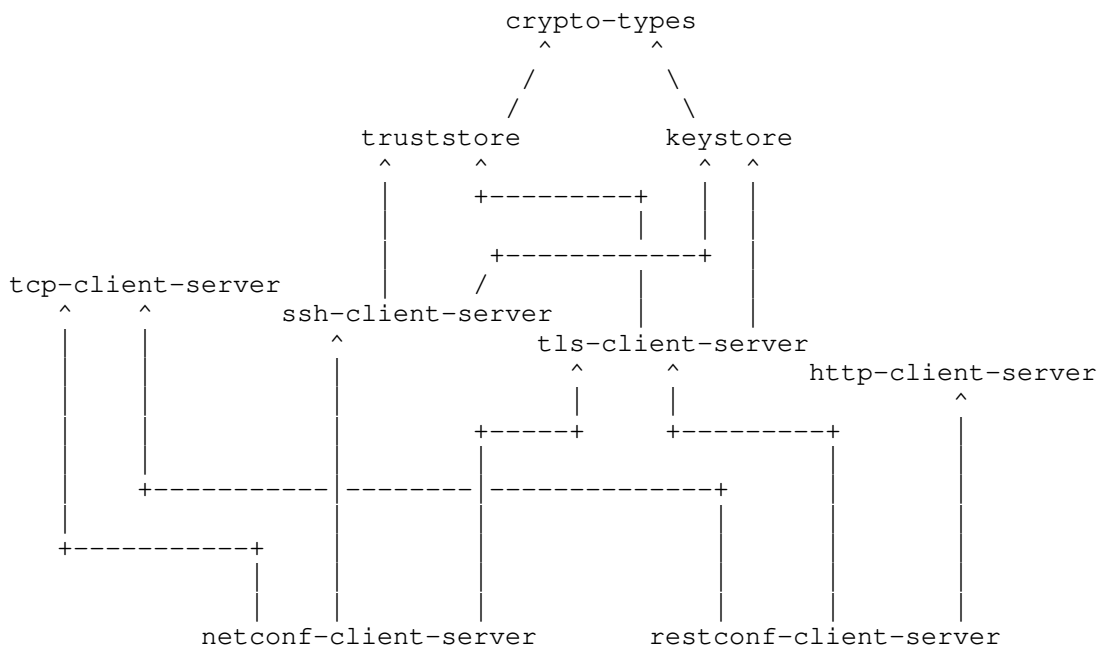 crypto-types
truststore keystore
tcp-client-server
ssh-client-server
tls-client-server
http-client-server
netconf-client-server restconf-client-server